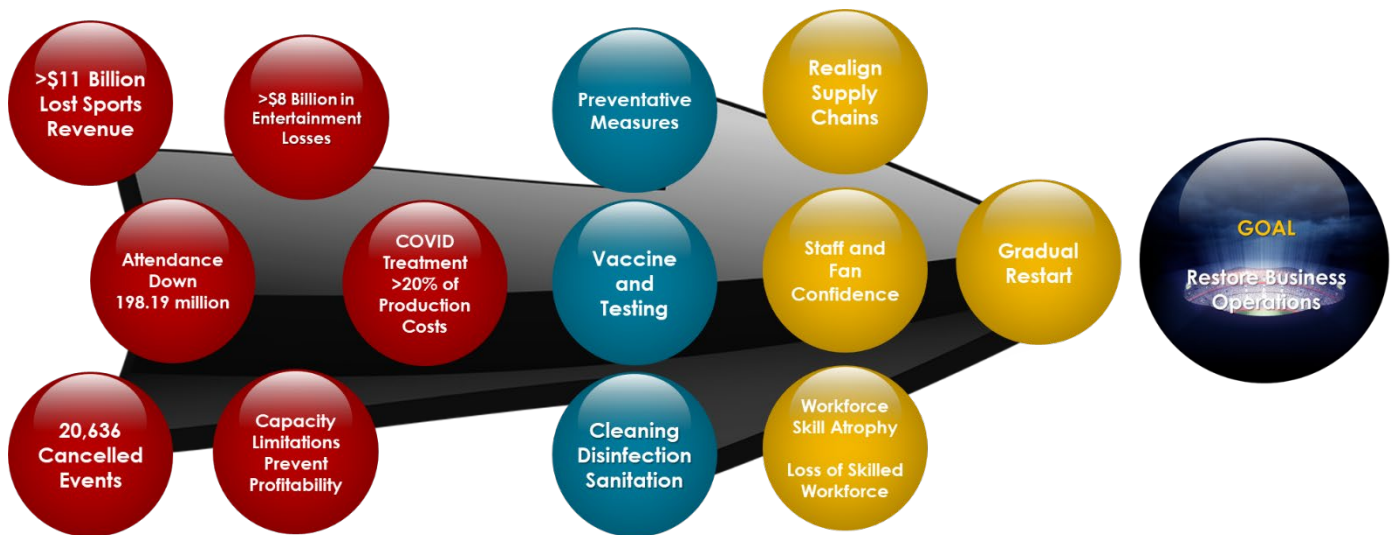 >$11 Billion
Lost Sports
Revenue
>$8 Billion in
Entertainment
Losses
Attendance
Down
198.19 million
COVID
Treatment
>20% of
Production
Costs
20,636
Cancelled
Events
Capacity
Limitations
Prevent
Profitability
Preventative
Measures
Vaccine
and
Testing
Cleaning
Disinfection
Sanitation
Realign
Supply
Chains
Staff and
Fan
Confidence
Workforce
Skill Atrophy
Loss of Skilled
Workforce
Gradual
Restart
GOAL
Restore Business
Operations